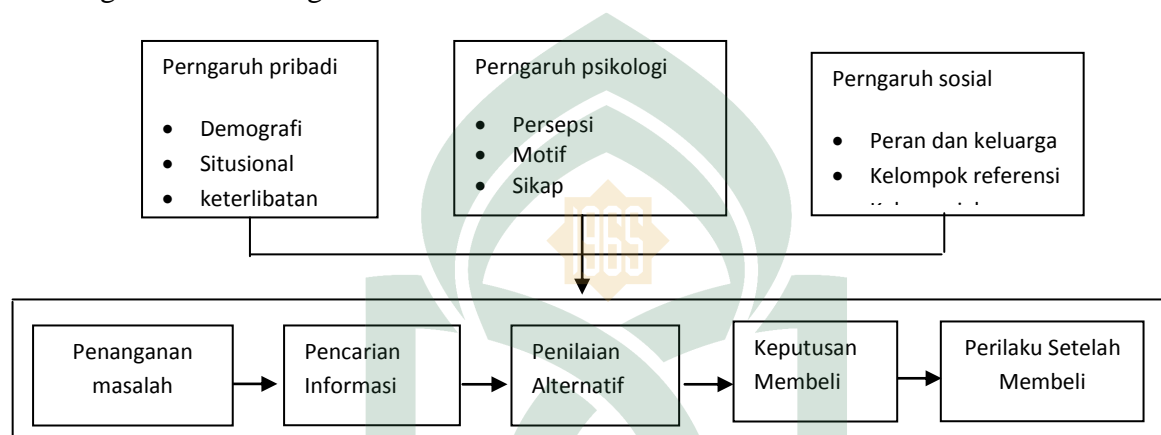 Perngaruh pribadi
• Demografi
• Situsional
• keterlibatan
Perngaruh psikologi
• Persepsi
• Motif
• Sikap
Perngaruh sosial
• Peran dan keluarga
• Kelompok referensi
1965
Penanganan
masalah
Pencarian
Informasi
Penilaian
Alternatif
Keputusan
Membeli
Perilaku Setelah
Membeli